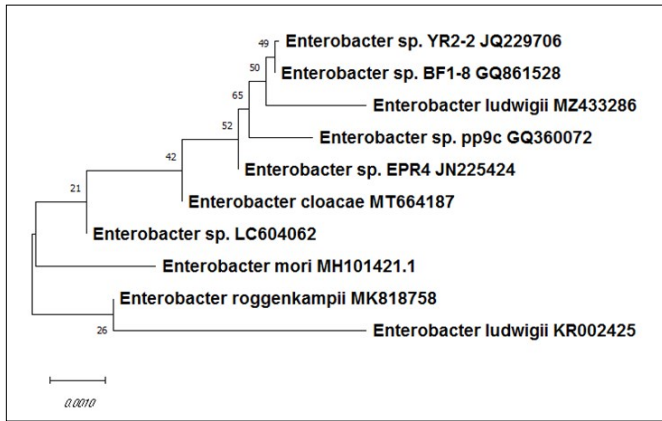 49
Enterobacter sp. YR2-2 JQ229706
50
Enterobacter sp. BF1-8 GQ861528
65
Enterobacter ludwigii MZ433286
52
Enterobacter sp. pp9c GQ360072
42
Enterobacter sp. EPR4 JN225424
21
Enterobacter cloacae MT664187
Enterobacter sp. LC604062
Enterobacter mori MH101421.1
Enterobacter roggenkampii MK818758
26
Enterobacter ludwigii KR002425
0.0010